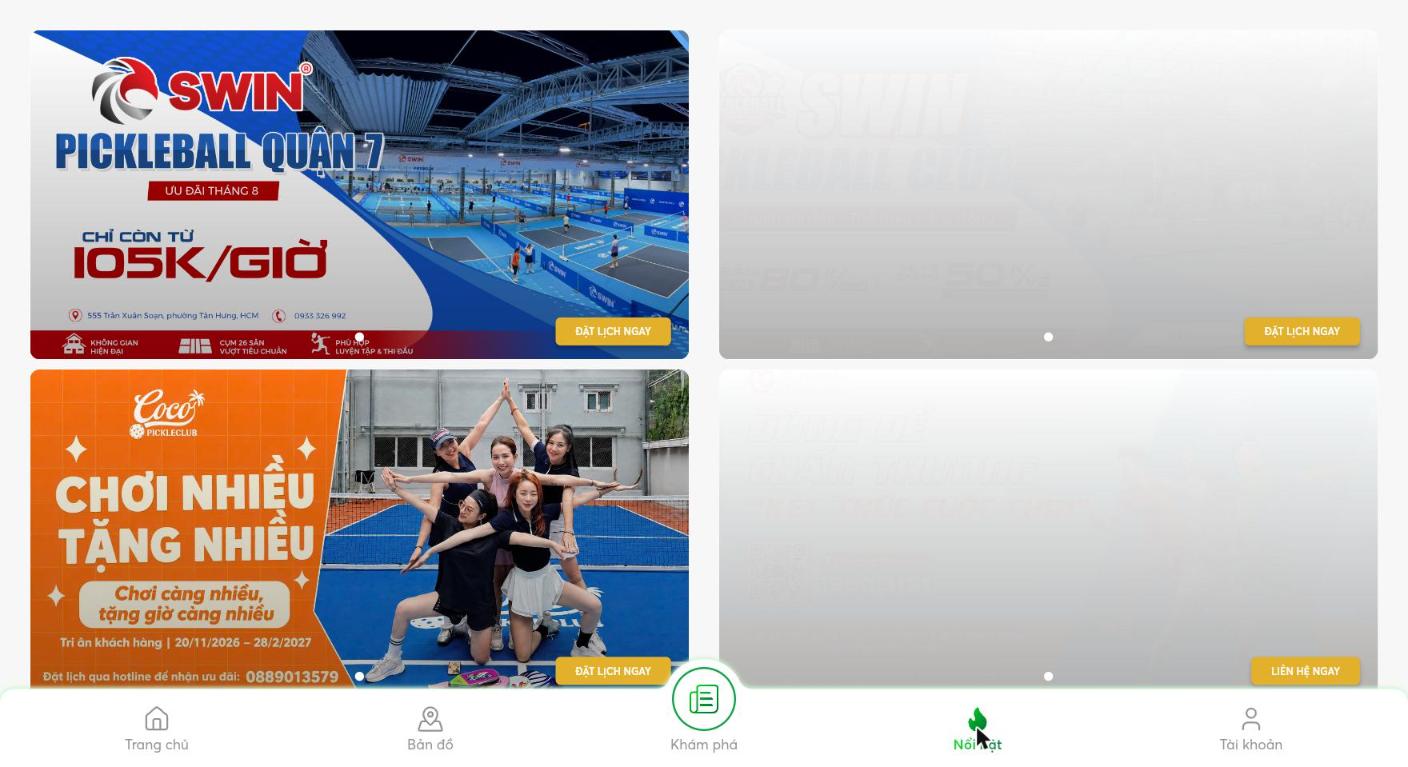 SWIN®
PICKLEBALL QUẬN 7
ƯU ĐÃI THÁNG 8
CHỈ CÒN TỪ
105K/GIỜ
555 Trần Xuân Soạn, phường Tân Hưng, HCM
0933 326 992
KHÔNG GIAN
HIỆN ĐẠI
CỤM 26 SÂN
VƯỢT TIÊU CHUẨN
PHÙ HỢP
LUYỆN TẬP & THI ĐẤU
ĐẶT LỊCH NGAY
SWIN
ĐẶT LỊCH NGAY
Coco
PICKLECLUB
CHƠI NHIỀU
TẶNG NHIỀU
Chơi càng nhiều,
tặng giờ càng nhiều
Tri ân khách hàng | 20/11/2026 – 28/2/2027
Đặt lịch qua hotline để nhận ưu đãi: 0889013579
ĐẶT LỊCH NGAY
LIÊN HỆ NGAY
Trang chủ
Bản đồ
Khám phá
Nổi bật
Tài khoản